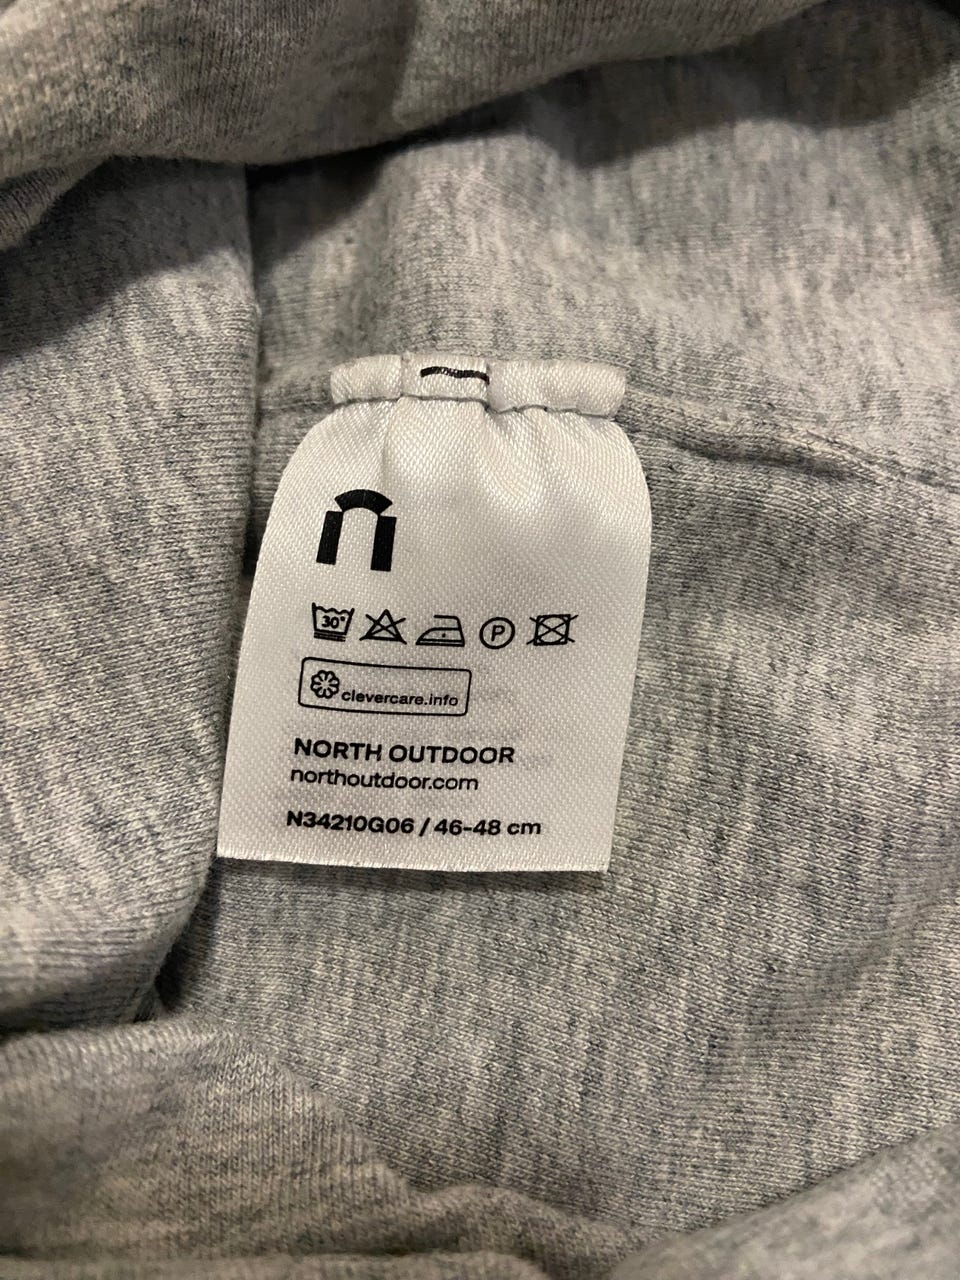 n
30°
P
clevercare.info
NORTH OUTDOOR
northoutdoor.com
N34210G06 / 46-48 cm